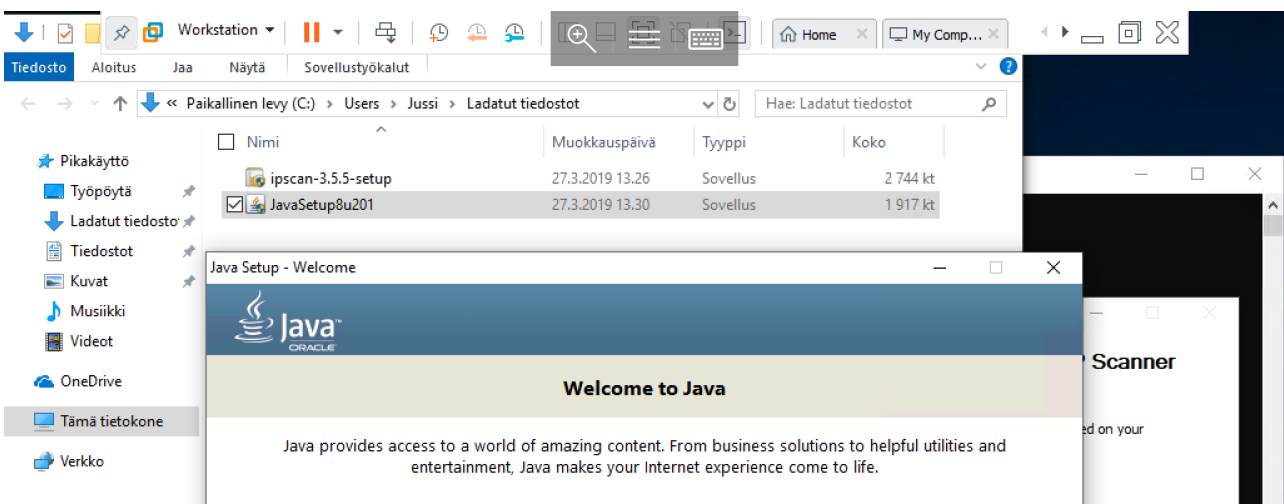 Workstation
Home
My Comp...
Tiedosto Aloitus Jaa Näytä Sovellustyökalut
« Paikallinen levy (C:) › Users › Jussi › Ladatut tiedostot
Hae: Ladatut tiedostot
Nimi Muokkauspäivä Tyyppi Koko
Pikakäyttö
ipscan-3.5.5-setup 27.3.2019 13.26 Sovellus 2 744 kt
Työpöytä
JavaSetup8u201 27.3.2019 13.30 Sovellus 1 917 kt
Ladatut tiedosto
Tiedostot
Kuvat
Musiikki
Videot
OneDrive
Tämä tietokone
Verkko
Java Setup - Welcome
Java™
ORACLE
Welcome to Java
Java provides access to a world of amazing content. From business solutions to helpful utilities and
entertainment, Java makes your Internet experience come to life.
Scanner
ed on your